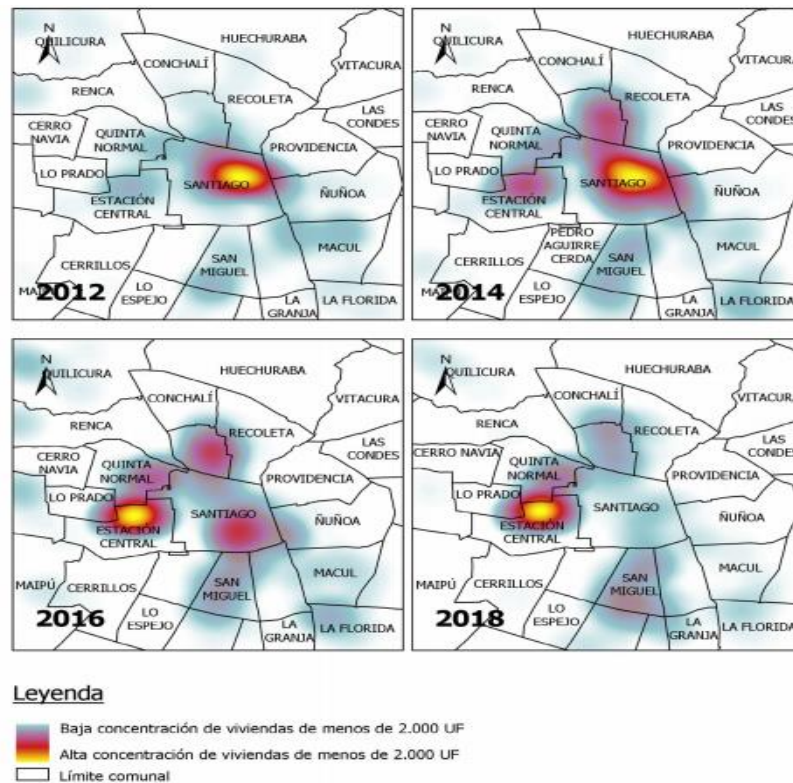 N
QUILICURA
HUECHURABA
CONCHALÍ
VITACURA
RENCA
RECOLETA
LAS
CONDES
CERRO
NAVIA
QUINTA
NORMAL
PROVIDENCIA
LO PRADO
SANTIAGO
ÑUÑOA
ESTACIÓN
CENTRAL
MACUL
SAN
MIGUEL
CERRILLOS
LO
ESPEJO
LA
GRANJA
LA FLORIDA
2012
N
QUILICURA
HUECHURABA
CONCHALÍ
VITACURA
RENCA
RECOLETA
LAS
CONDES
CERRO
NAVIA
QUINTA
NORMAL
PROVIDENCIA
LO PRADO
SANTIAGO
ÑUÑOA
ESTACIÓN
CENTRAL
PEDRO
AGUIRRE
CERDA
MACUL
SAN
MIGUEL
CERRILLOS
LO
ESPEJO
LA
GRANJA
LA FLORIDA
2014
N
QUILICURA
HUECHURABA
CONCHALÍ
VITACURA
RENCA
RECOLETA
LAS
CONDES
CERRO
NAVIA
QUINTA
NORMAL
PROVIDENCIA
LO PRADO
SANTIAGO
ÑUÑOA
ESTACIÓN
CENTRAL
MACUL
SAN
MIGUEL
MAIPÚ
CERRILLOS
LO
ESPEJO
LA
GRANJA
LA FLORIDA
2016
N
QUILICURA
HUECHURABA
CONCHALÍ
VITACURA
RENCA
RECOLETA
LAS
CONDES
CERRO NAVIA
QUINTA
NORMAL
PROVIDENCIA
LO PRADO
SANTIAGO
ÑUÑOA
ESTACIÓN
CENTRAL
MACUL
SAN
MIGUEL
MAIPÚ
CERRILLOS
LO
ESPEJO
LA
GRANJA
LA FLORIDA
2018
Leyenda
Baja concentración de viviendas de menos de 2.000 UF
Alta concentración de viviendas de menos de 2.000 UF
Límite comunal